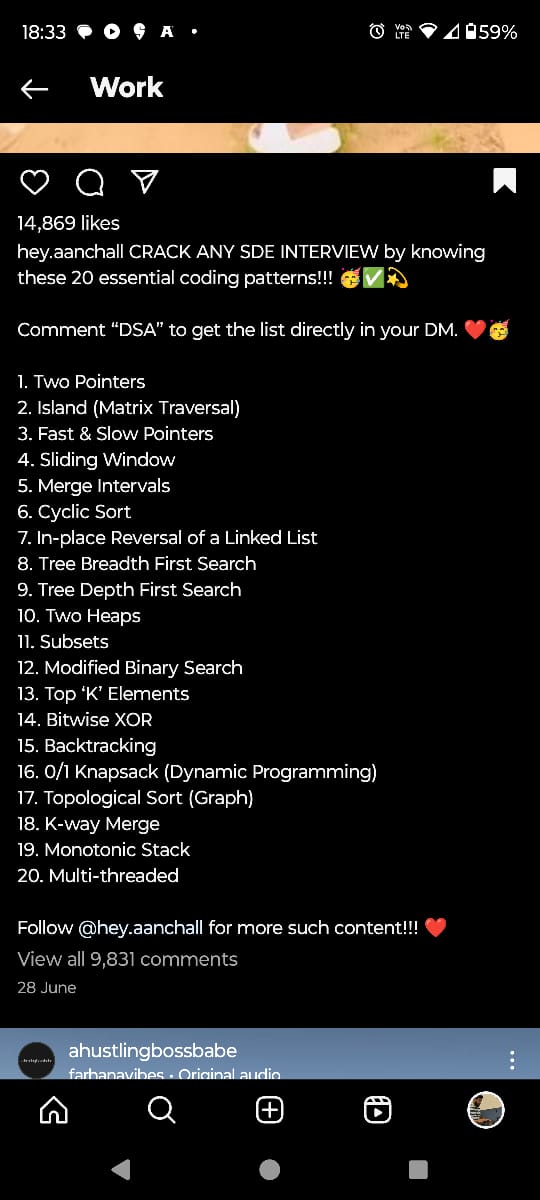 18:33
VoD LTE 59%
Work
14,869 likes
hey.aanchall CRACK ANY SDE INTERVIEW by knowing
these 20 essential coding patterns!!! 🥳✅💫
Comment “DSA” to get the list directly in your DM. ❤️🥳
1. Two Pointers
2. Island (Matrix Traversal)
3. Fast & Slow Pointers
4. Sliding Window
5. Merge Intervals
6. Cyclic Sort
7. In-place Reversal of a Linked List
8. Tree Breadth First Search
9. Tree Depth First Search
10. Two Heaps
11. Subsets
12. Modified Binary Search
13. Top ‘K’ Elements
14. Bitwise XOR
15. Backtracking
16. 0/1 Knapsack (Dynamic Programming)
17. Topological Sort (Graph)
18. K-way Merge
19. Monotonic Stack
20. Multi-threaded
Follow @hey.aanchall for more such content!!! ❤️
View all 9,831 comments
28 June
ahustlingbossbabe
farhanavibes • Original audio